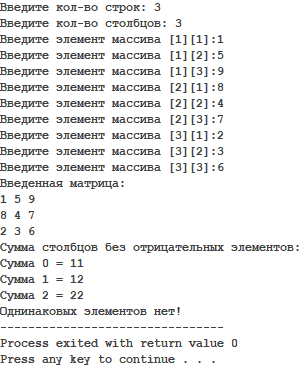 Введите кол-во строк: 3
Введите кол-во столбцов: 3
Введите элемент массива [1][1]:1
Введите элемент массива [1][2]:5
Введите элемент массива [1][3]:9
Введите элемент массива [2][1]:8
Введите элемент массива [2][2]:4
Введите элемент массива [2][3]:7
Введите элемент массива [3][1]:2
Введите элемент массива [3][2]:3
Введите элемент массива [3][3]:6
Введенная матрица:
1 5 9
8 4 7
2 3 6
Сумма столбцов без отрицательных элементов:
Сумма 0 = 11
Сумма 1 = 12
Сумма 2 = 22
Однинаковых элементов нет!
--------------------------------
Process exited with return value 0
Press any key to continue . . .